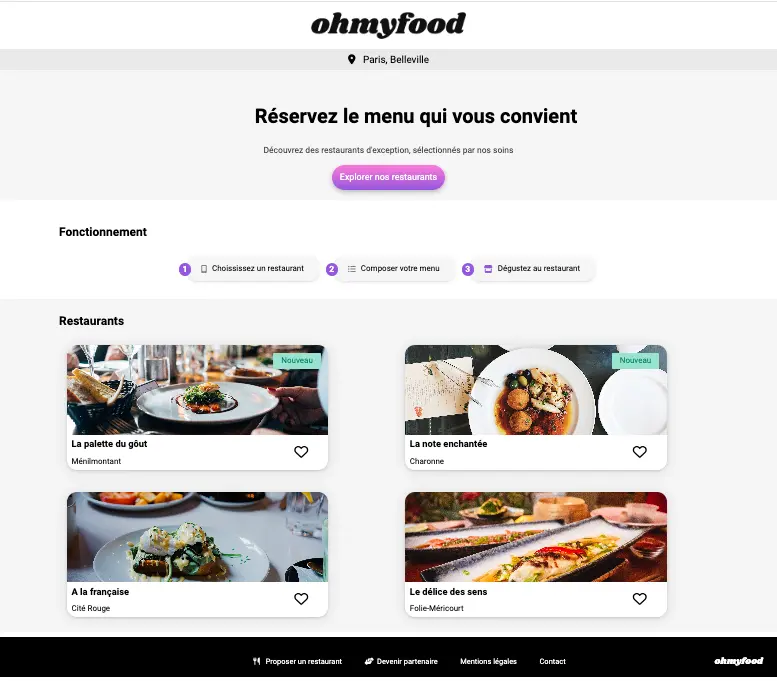 ohmyfood
Paris, Belleville
Réservez le menu qui vous convient
Découvrez des restaurants d'exception, sélectionnés par nos soins
Explorer nos restaurants
Fonctionnement
1 Choississez un restaurant
2 Composer votre menu
3 Dégustez au restaurant
Restaurants
Nouveau
La palette du gôut
Ménilmontant
Nouveau
La note enchantée
Charonne
A la française
Cité Rouge
Le délice des sens
Folie-Méricourt
Proposer un restaurant
Devenir partenaire
Mentions légales
Contact
ohmyfood